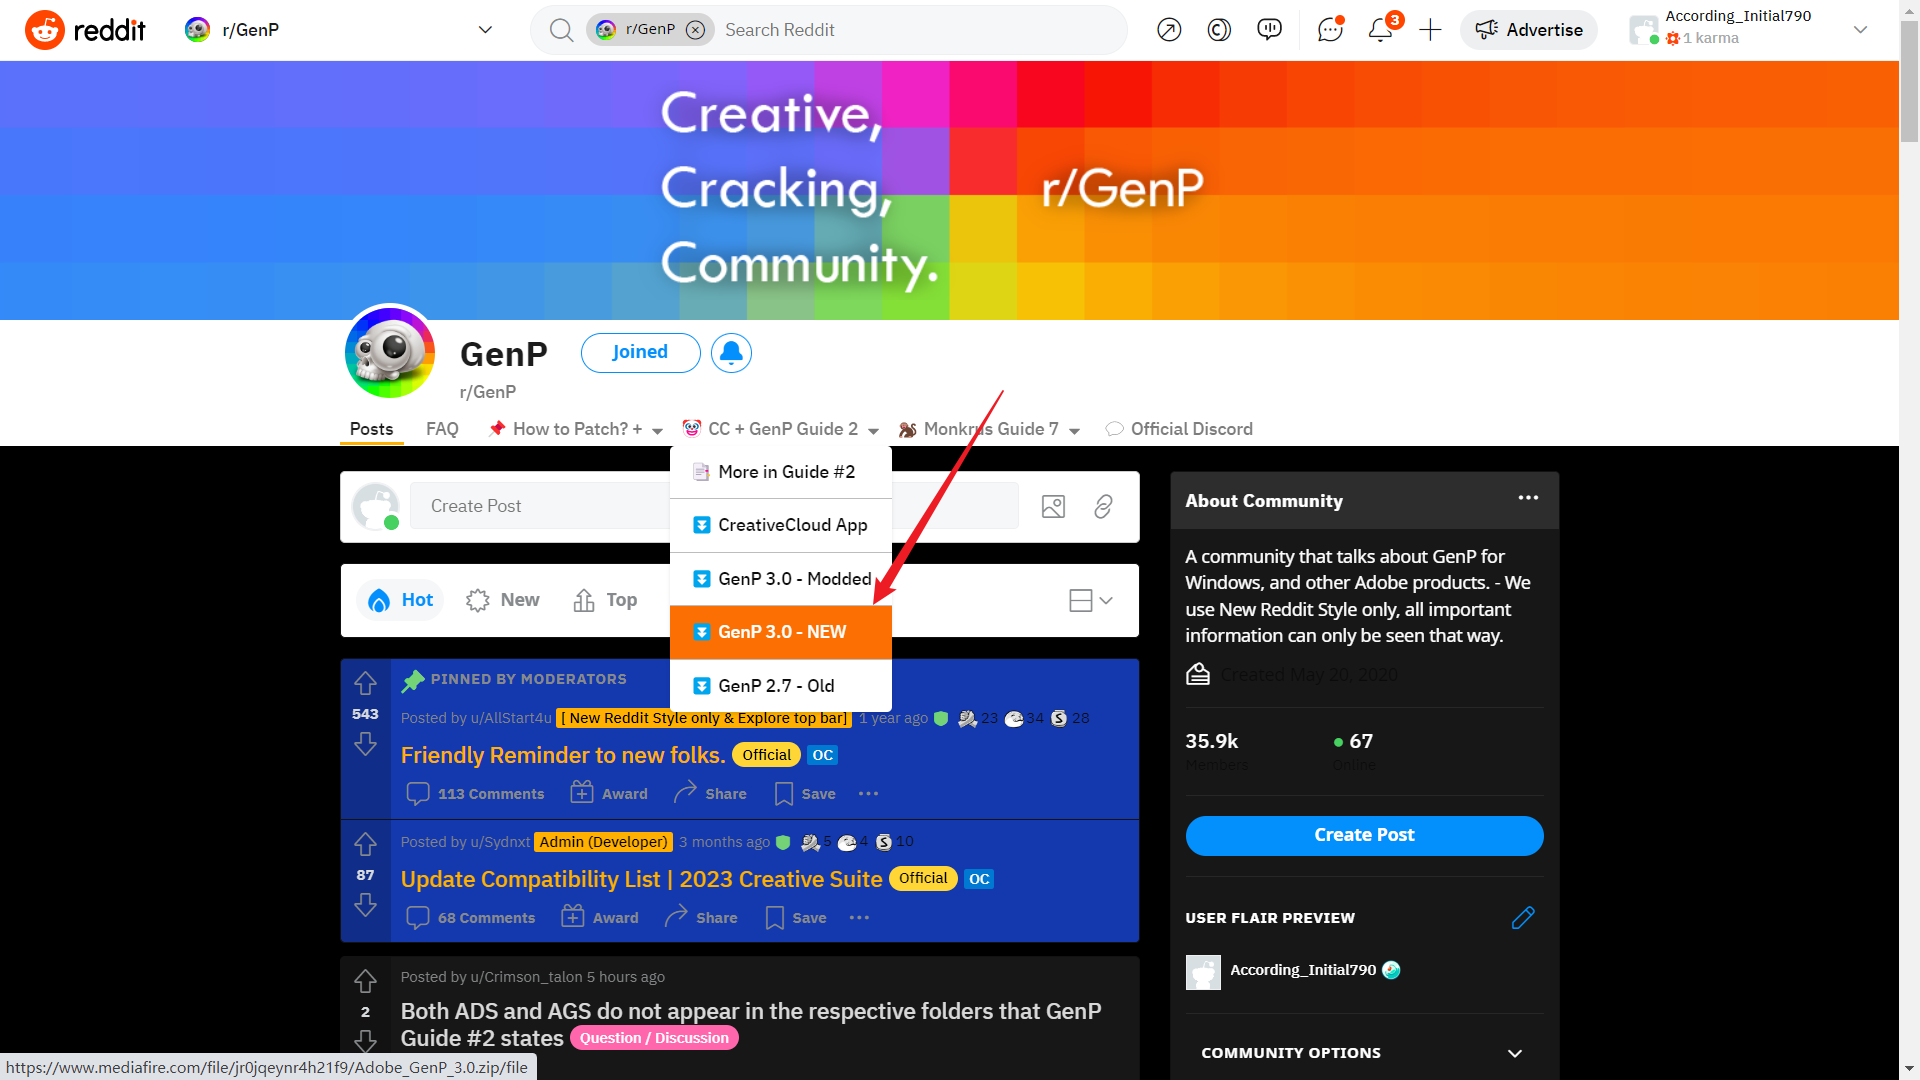 reddit
r/GenP
r/GenP
Search Reddit
3
Advertise
According_Initial790
1 karma
Creative,
Cracking,
Community.
r/GenP
GenP
Joined
r/GenP
Posts
FAQ
How to Patch? +
CC + GenP Guide 2
Monkrus Guide 7
Official Discord
More in Guide #2
CreativeCloud App
GenP 3.0 - Modded
GenP 3.0 - NEW
GenP 2.7 - Old
Create Post
Hot
New
Top
PINNED BY MODERATORS
543
Posted by u/AllStart4u [ New Reddit Style only & Explore top bar] 1 year ago 23 34 S 28
Friendly Reminder to new folks. Official OC
113 Comments Award Share Save
Posted by u/Sydnxt Admin (Developer) 3 months ago 5 4 S 10
87
Update Compatibility List | 2023 Creative Suite Official OC
68 Comments Award Share Save
Posted by u/Crimson_talon 5 hours ago
2
Both ADS and AGS do not appear in the respective folders that GenP
Guide #2 states Question / Discussion
About Community
A community that talks about GenP for
Windows, and other Adobe products. - We
use New Reddit Style only, all important
information can only be seen that way.
Created May 20, 2020
35.9k
67
Members
Online
Create Post
USER FLAIR PREVIEW
According_Initial790
COMMUNITY OPTIONS
https://www.mediafire.com/file/jr0jqeynr4h21f9/Adobe_GenP_3.0.zip/file